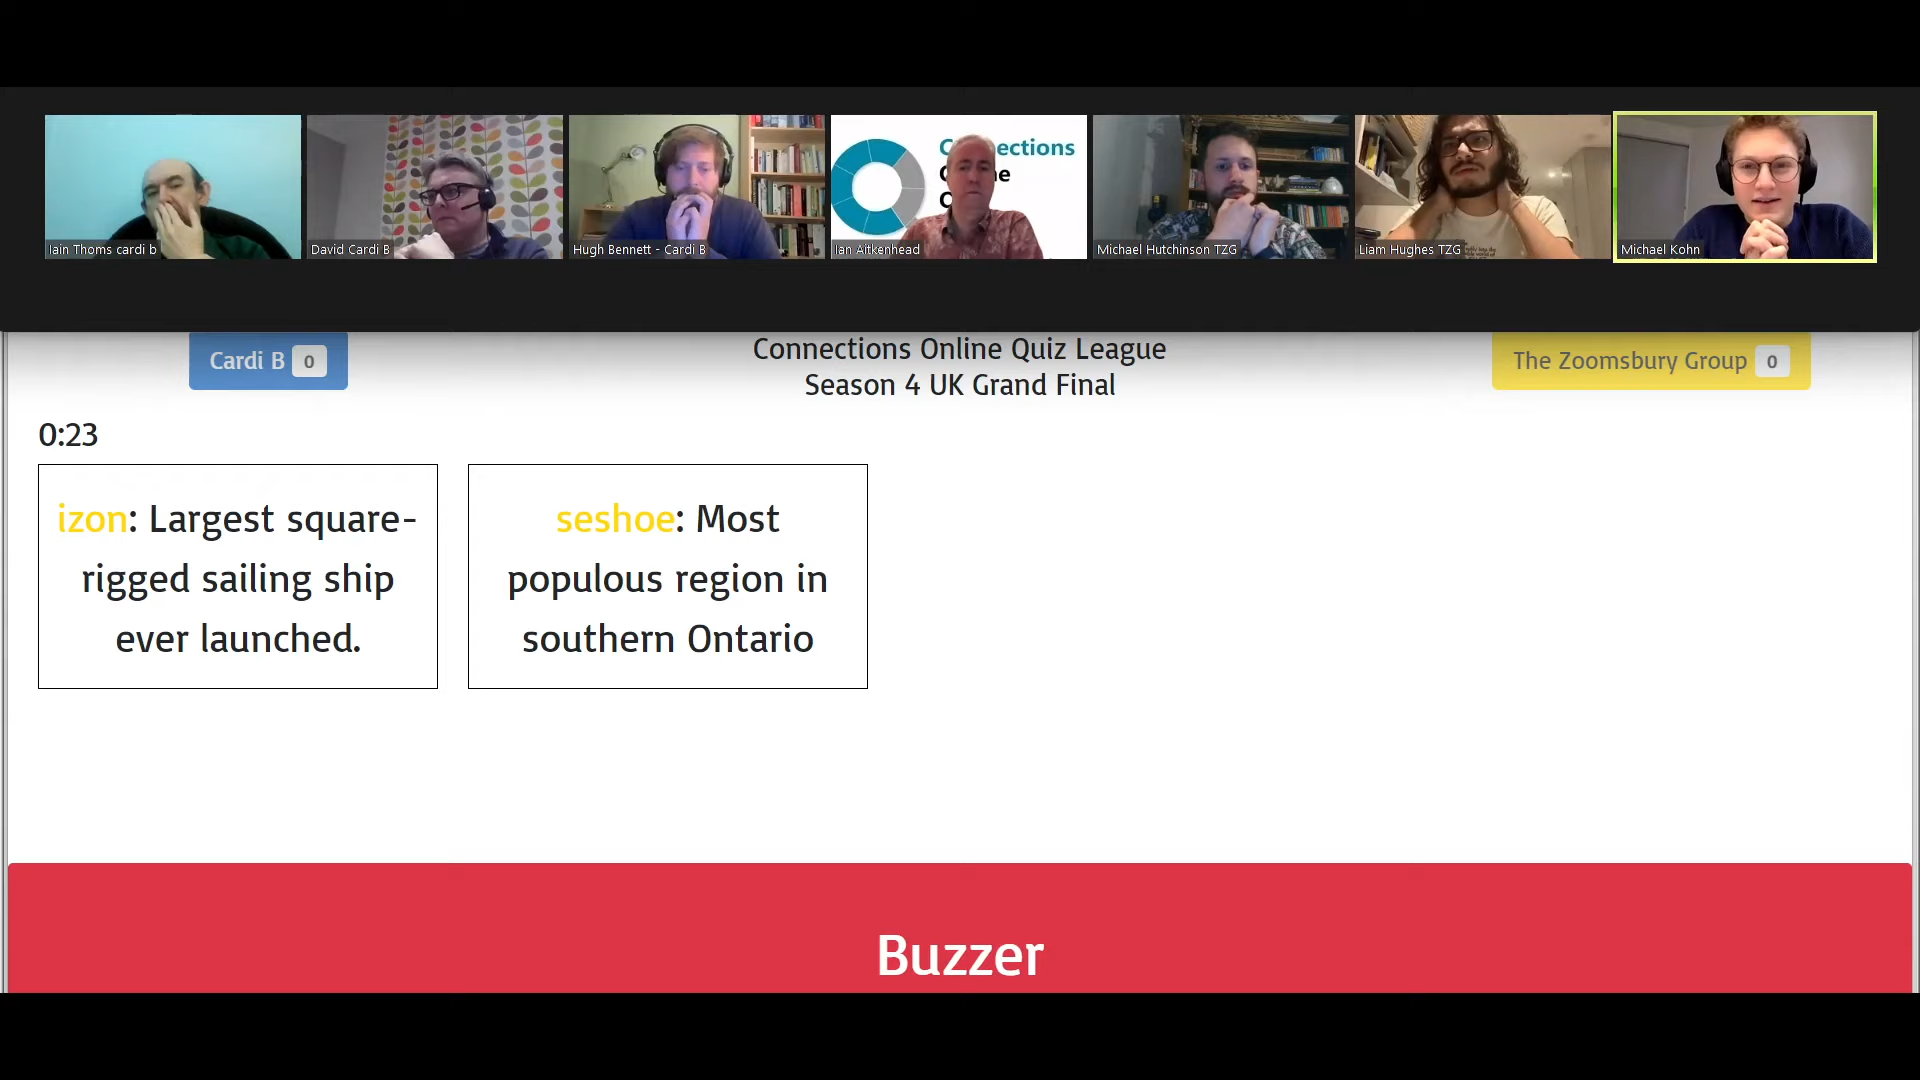 C ections
O e
O
Iain Thoms cardi b
David Cardi B
Hugh Bennett - Cardi B
Ian Aitkenhead
Michael Hutchinson TZG
Liam Hughes TZG
Michael Kohn
Cardi B 0
Connections Online Quiz League
Season 4 UK Grand Final
The Zoomsbury Group 0
0:23
izon: Largest square-
rigged sailing ship
ever launched.
seshoe: Most
populous region in
southern Ontario
Buzzer